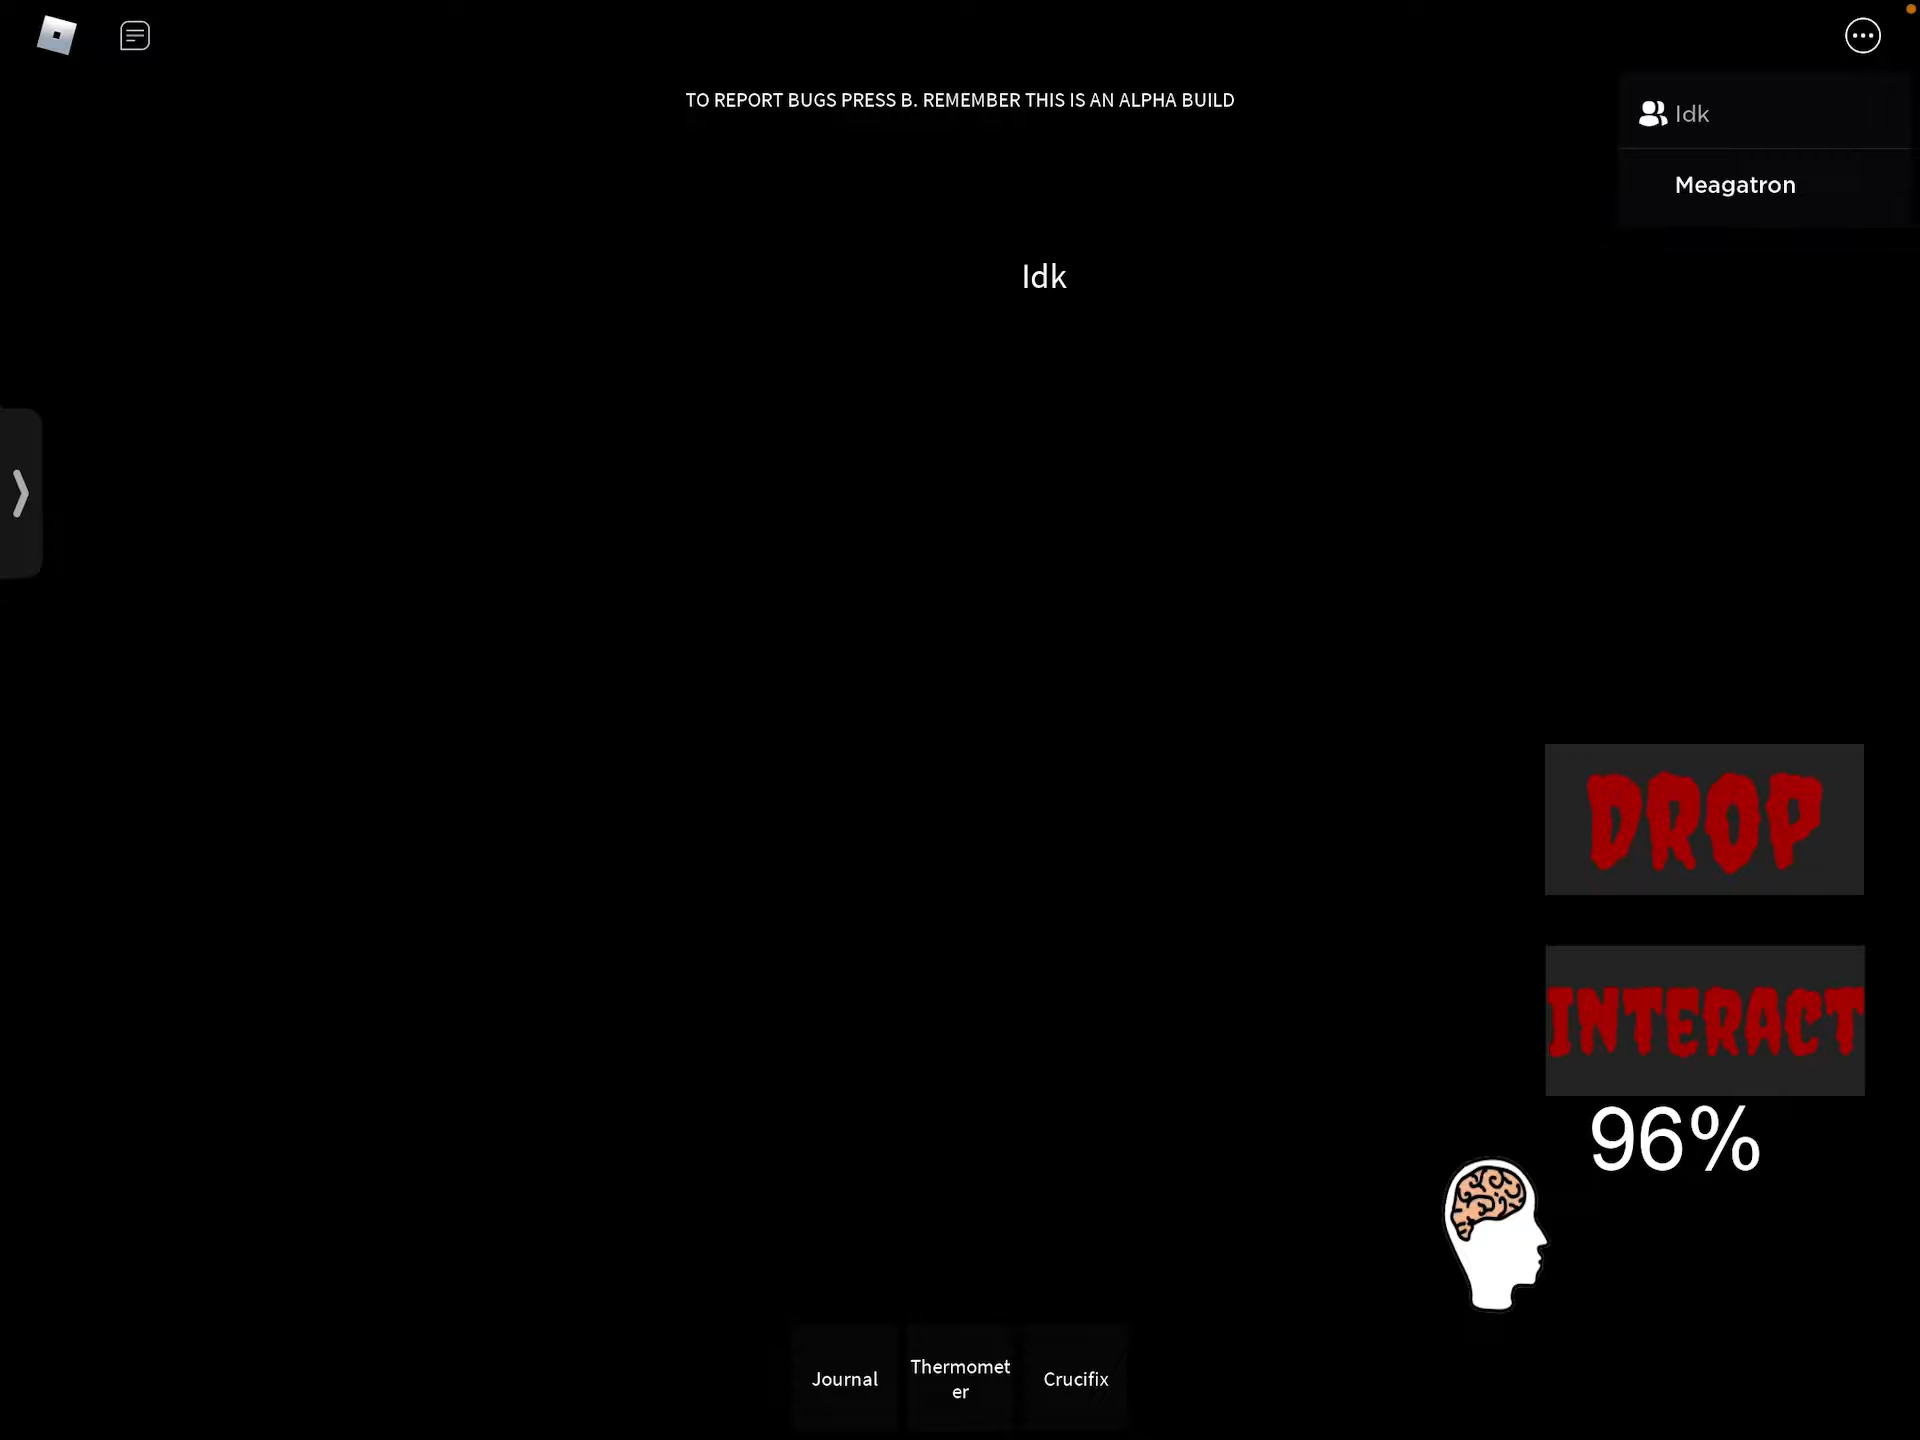 TO REPORT BUGS PRESS B. REMEMBER THIS IS AN ALPHA BUILD
Idk
Meagatron
Idk
DROP
INTERACT
96%
Journal
Thermomet
er
Crucifix